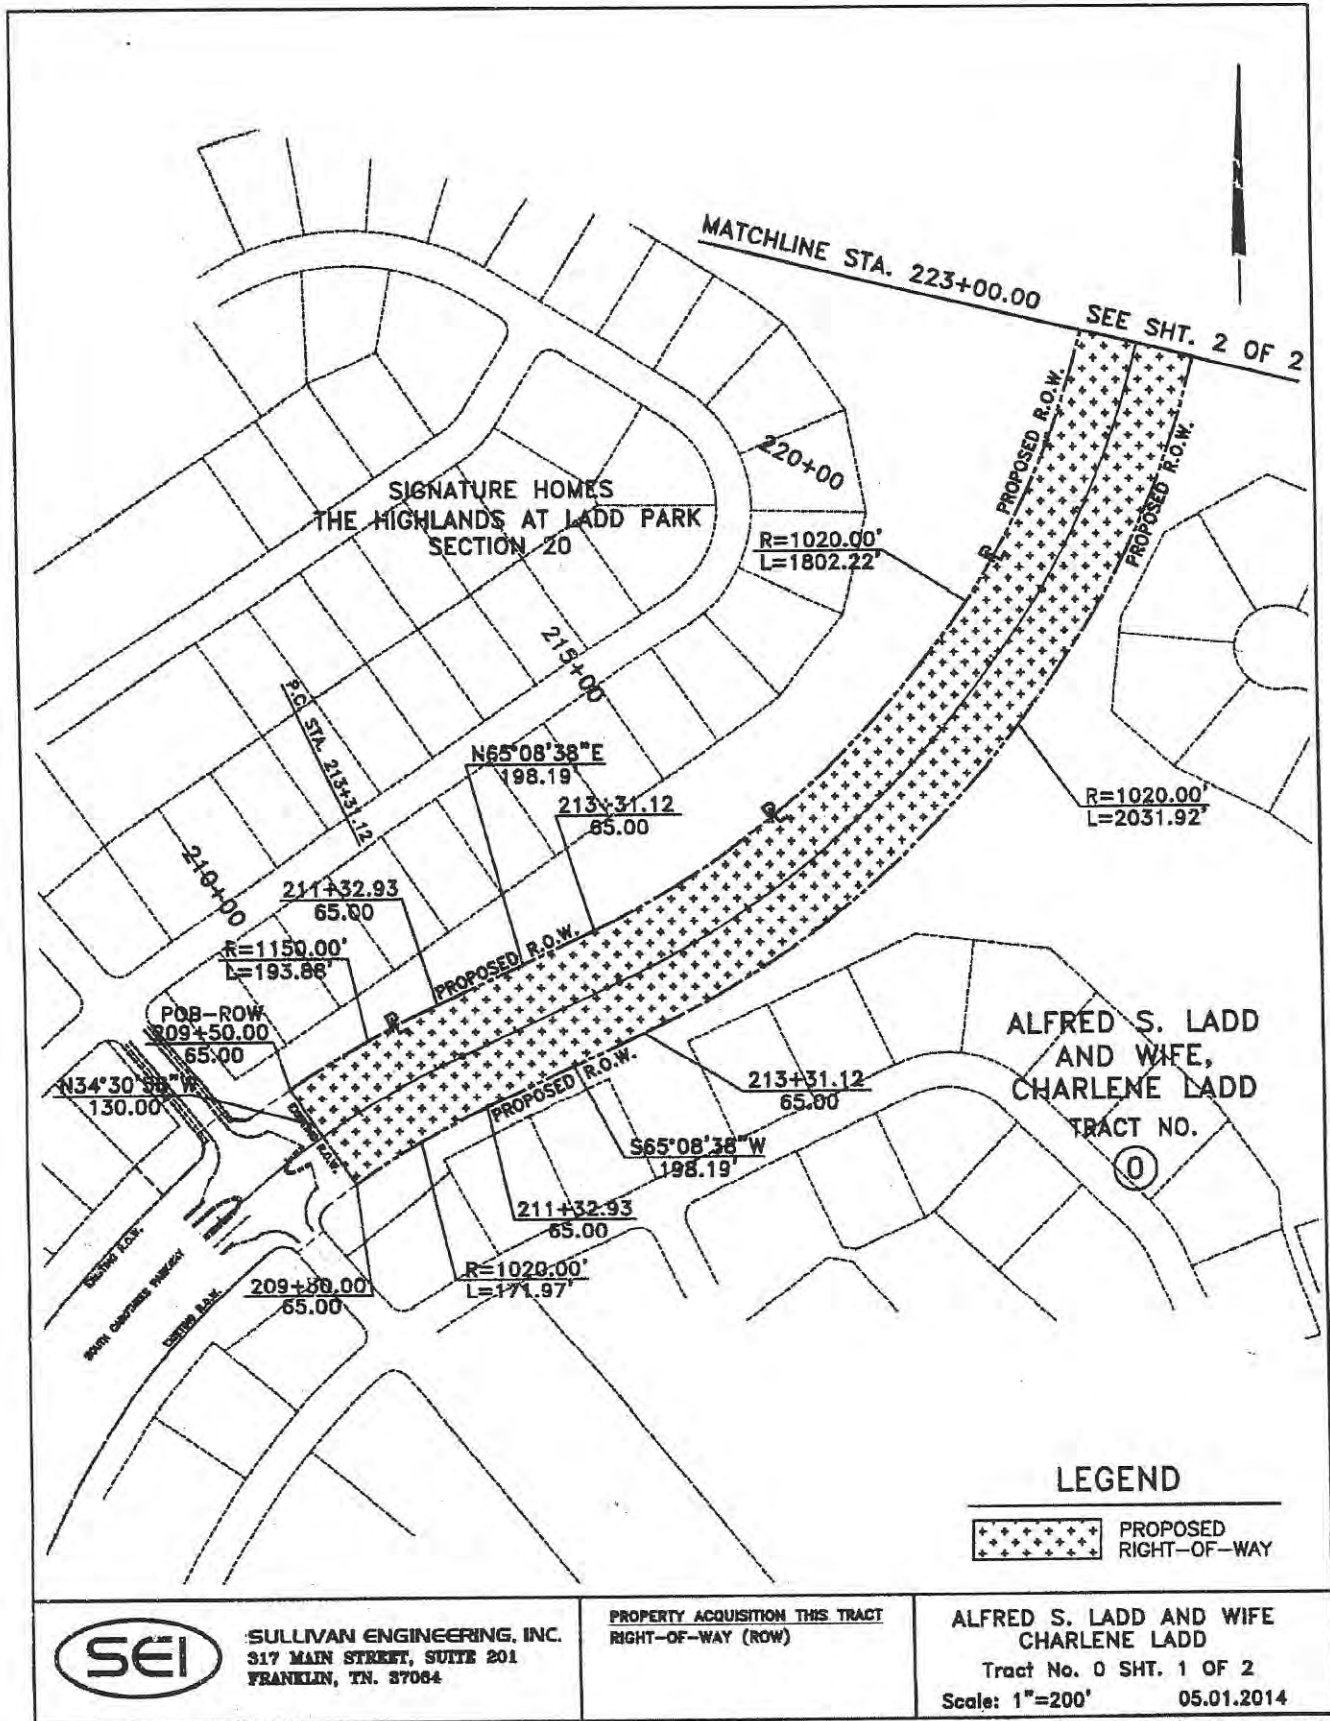 MATCHLINE STA. 223+00.00
SEE SHT. 2 OF 2
PROPOSED R.O.W.
PROPOSED R.O.W.
220+00
SIGNATURE HOMES
THE HIGHLANDS AT LADD PARK
SECTION 20
R=1020.00'
L=1802.22'
215+00
P.C. STA. 213+31.12
N65°08'38"E
198.19'
213+31.12
65.00
R=1020.00'
L=2031.92'
210+00
211+32.93
65.00
R=1150.00'
L=193.88'
PROPOSED R.O.W.
POB-ROW
209+50.00
65.00
N34°30'58"W
130.00
EXISTING R.O.W.
PROPOSED R.O.W.
213+31.12
65.00
S65°08'38"W
198.19'
211+32.93
65.00
R=1020.00'
L=171.97'
209+50.00
65.00
EXISTING R.O.W.
SOUTH CAROTHERS PARKWAY
EXISTING R.O.W.
ALFRED S. LADD
AND WIFE,
CHARLENE LADD
TRACT NO.
0
LEGEND
PROPOSED
RIGHT-OF-WAY
SEI
SULLIVAN ENGINEERING, INC.
317 MAIN STREET, SUITE 201
FRANKLIN, TN. 37064
PROPERTY ACQUISITION THIS TRACT
RIGHT-OF-WAY (ROW)
ALFRED S. LADD AND WIFE
CHARLENE LADD
Tract No. 0 SHT. 1 OF 2
Scale: 1"=200' 05.01.2014